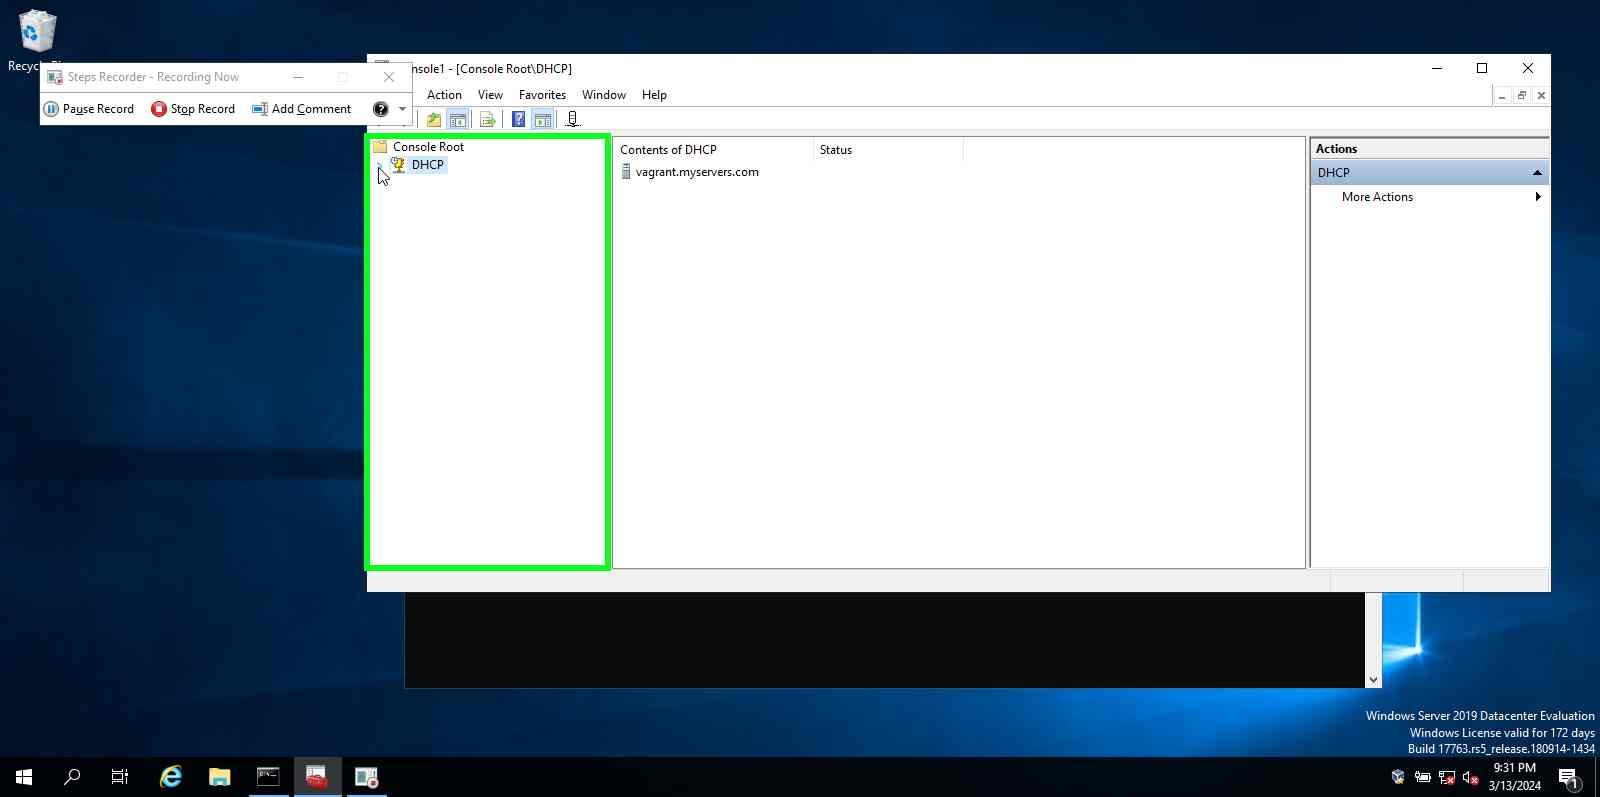 Steps Recorder - Recording Now
Pause Record
Stop Record
Add Comment
- [Console Root\DHCP]
Action
View
Favorites
Window
Help
Console Root
DHCP
Contents of DHCP
Status
vagrant.myservers.com
Actions
DHCP
More Actions
Windows Server 2019 Datacenter Evaluation
Windows License valid for 172 days
Build 17763.rs5_release.180914-1434
9:31 PM
3/13/2024
1